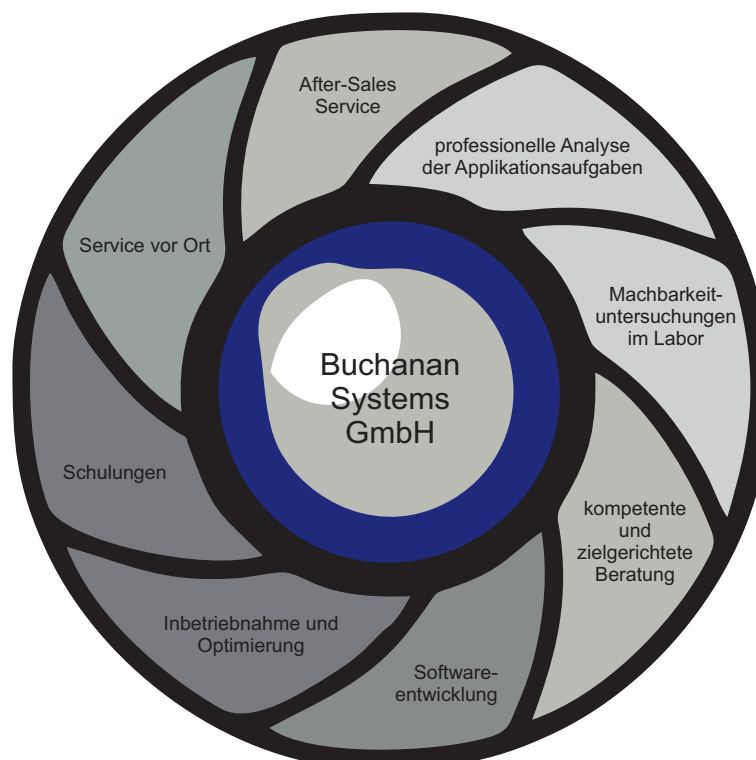 After-Sales
Service
professionelle Analyse
der Applikationsaufgaben
Machbarkeit-
untersuchungen
im Labor
kompetente
und
zielgerichtete
Beratung
Software-
entwicklung
Inbetriebnahme und
Optimierung
Schulungen
Service vor Ort
Buchanan
Systems
GmbH